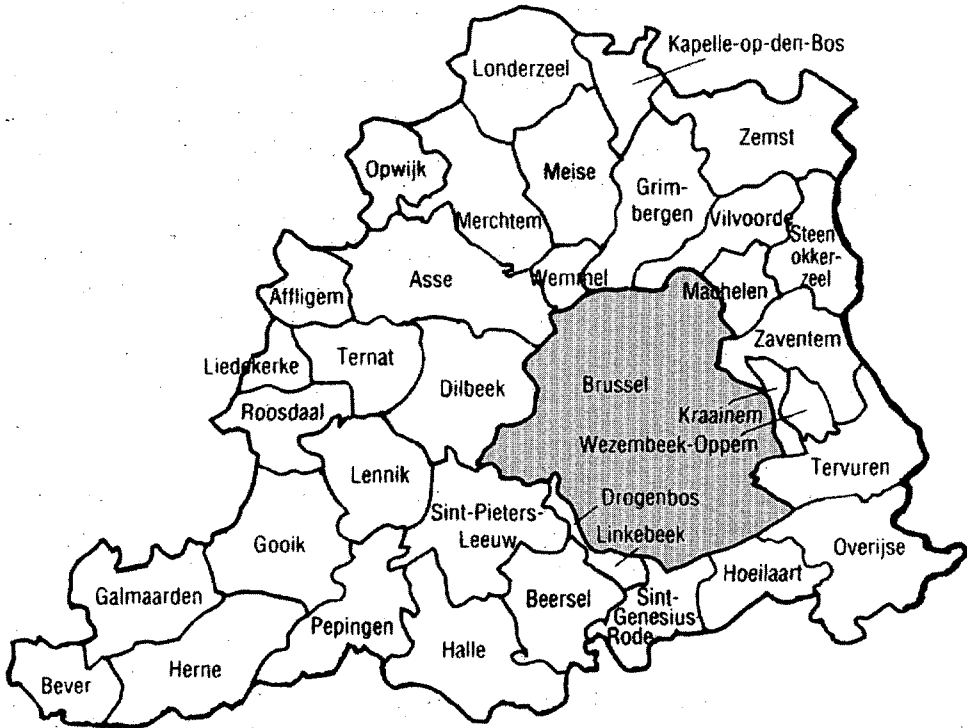 Kapelle-op-den-Bos
Londerzeel
Zemst
Opwijk
Meise
Grim-
bergen
Merchtem
Vilvoorde
Steen
okker-
zeel
Asse
Wemmel
Machelen
Affligem
Zaventem
Liedekerke
Ternat
Dilbeek
Brussel
Roosdaal
Kraainem
Wezembeek-Oppem
Lennik
Tervuren
Drogenbos
Sint-Pieters-
Leeuw
Linkebeek
Gooik
Overijse
Hoeilaart
Galmaarden
Beersel
Sint-
Genesius-
Rode
Pepingen
Halle
Herne
Bever